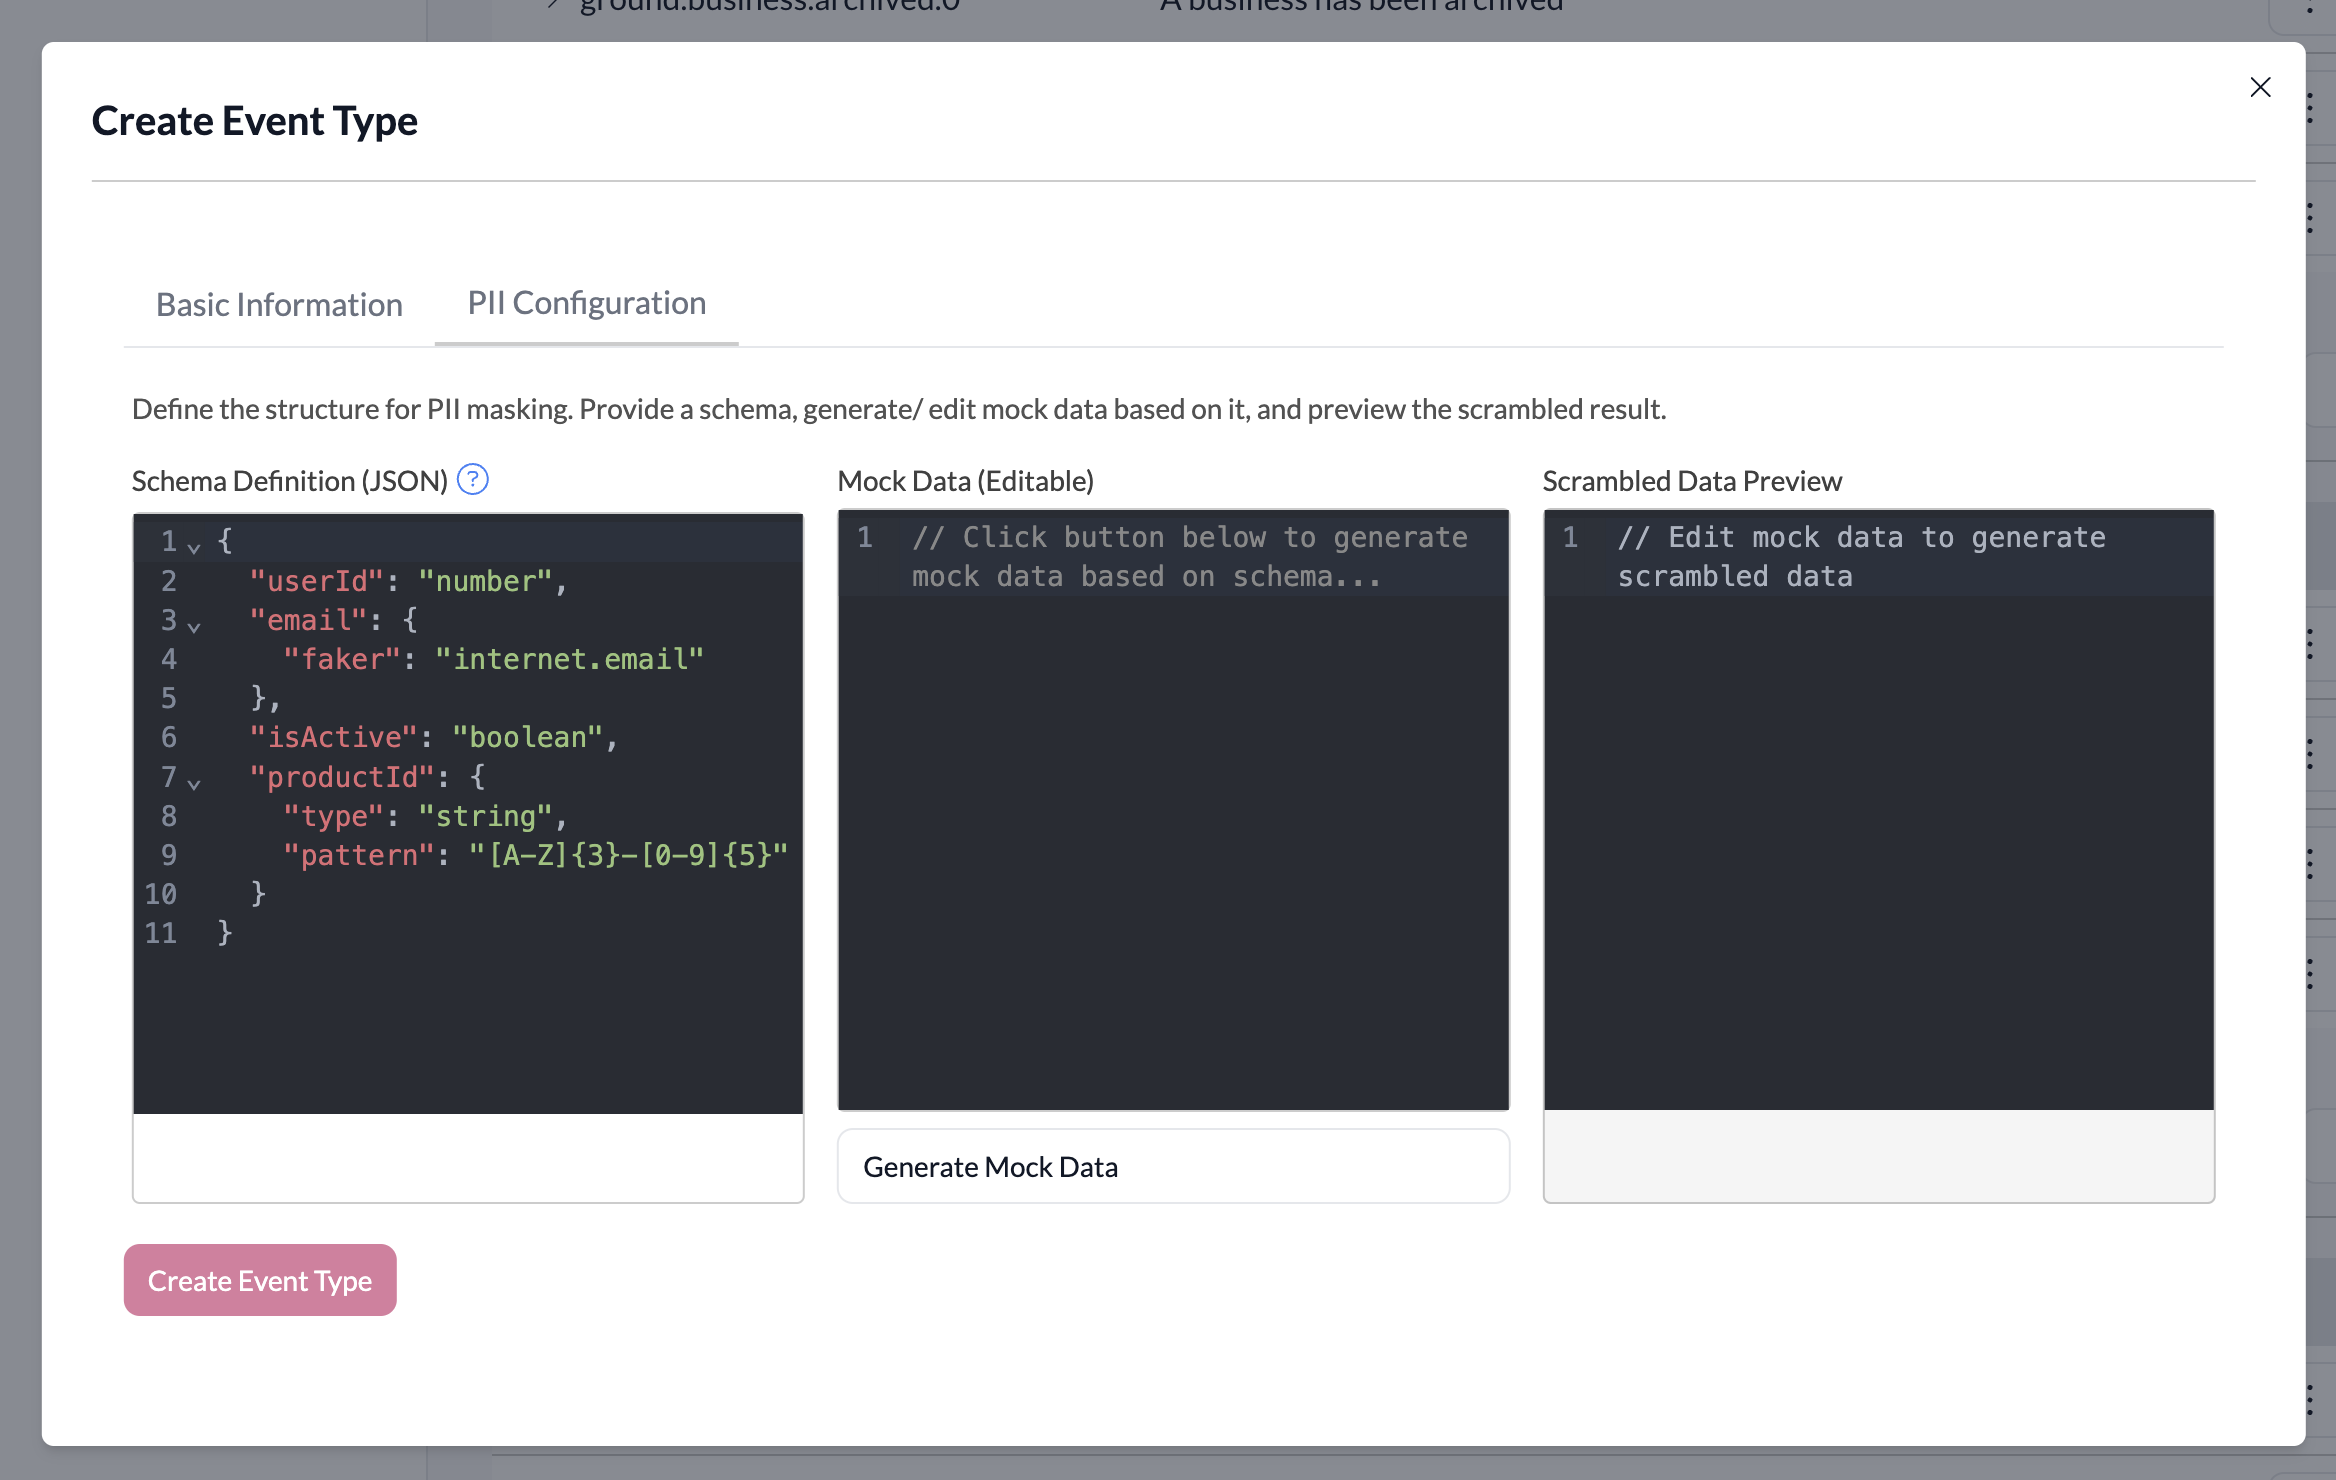 ground.business.archived.0 A business has been archived
Create Event Type
Basic Information PII Configuration
Define the structure for PII masking. Provide a schema, generate/ edit mock data based on it, and preview the scrambled result.
Schema Definition (JSON) ?
1 {
2 "userId": "number",
3 "email": {
4 "faker": "internet.email"
5 },
6 "isActive": "boolean",
7 "productId": {
8 "type": "string",
9 "pattern": "[A-Z]{3}-[0-9]{5}"
10 }
11 }
Mock Data (Editable)
1 // Click button below to generate
mock data based on schema...
Generate Mock Data
Scrambled Data Preview
1 // Edit mock data to generate
scrambled data
Create Event Type